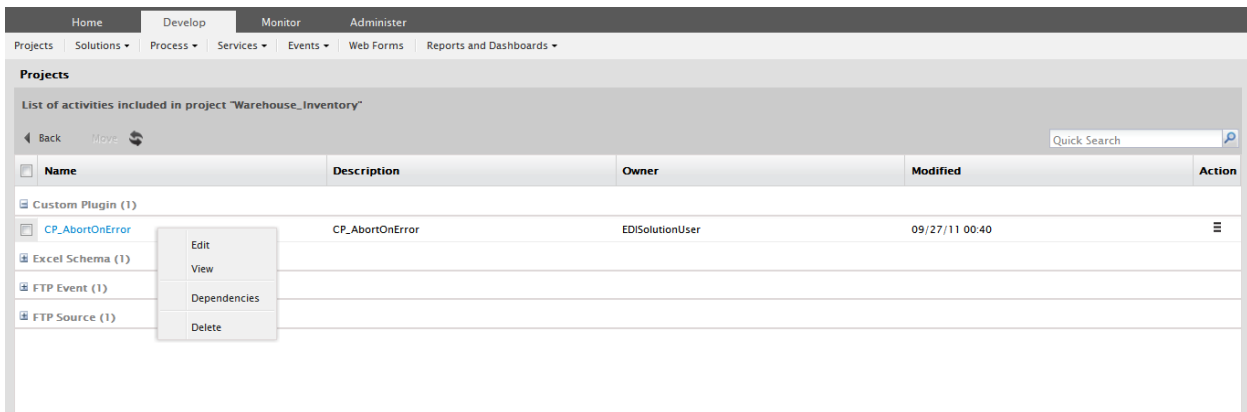 Home Develop Monitor Administer
Projects Solutions Process Services Events Web Forms Reports and Dashboards
Projects
List of activities included in project "Warehouse_Inventory"
Back Move Quick Search
Name Description Owner Modified Action
Custom Plugin (1)
CP_AbortOnError CP_AbortOnError EDISolutionUser 09/27/11 00:40
Edit
Excel Schema (1)
View
FTP Event (1)
Dependencies
FTP Source (1)
Delete